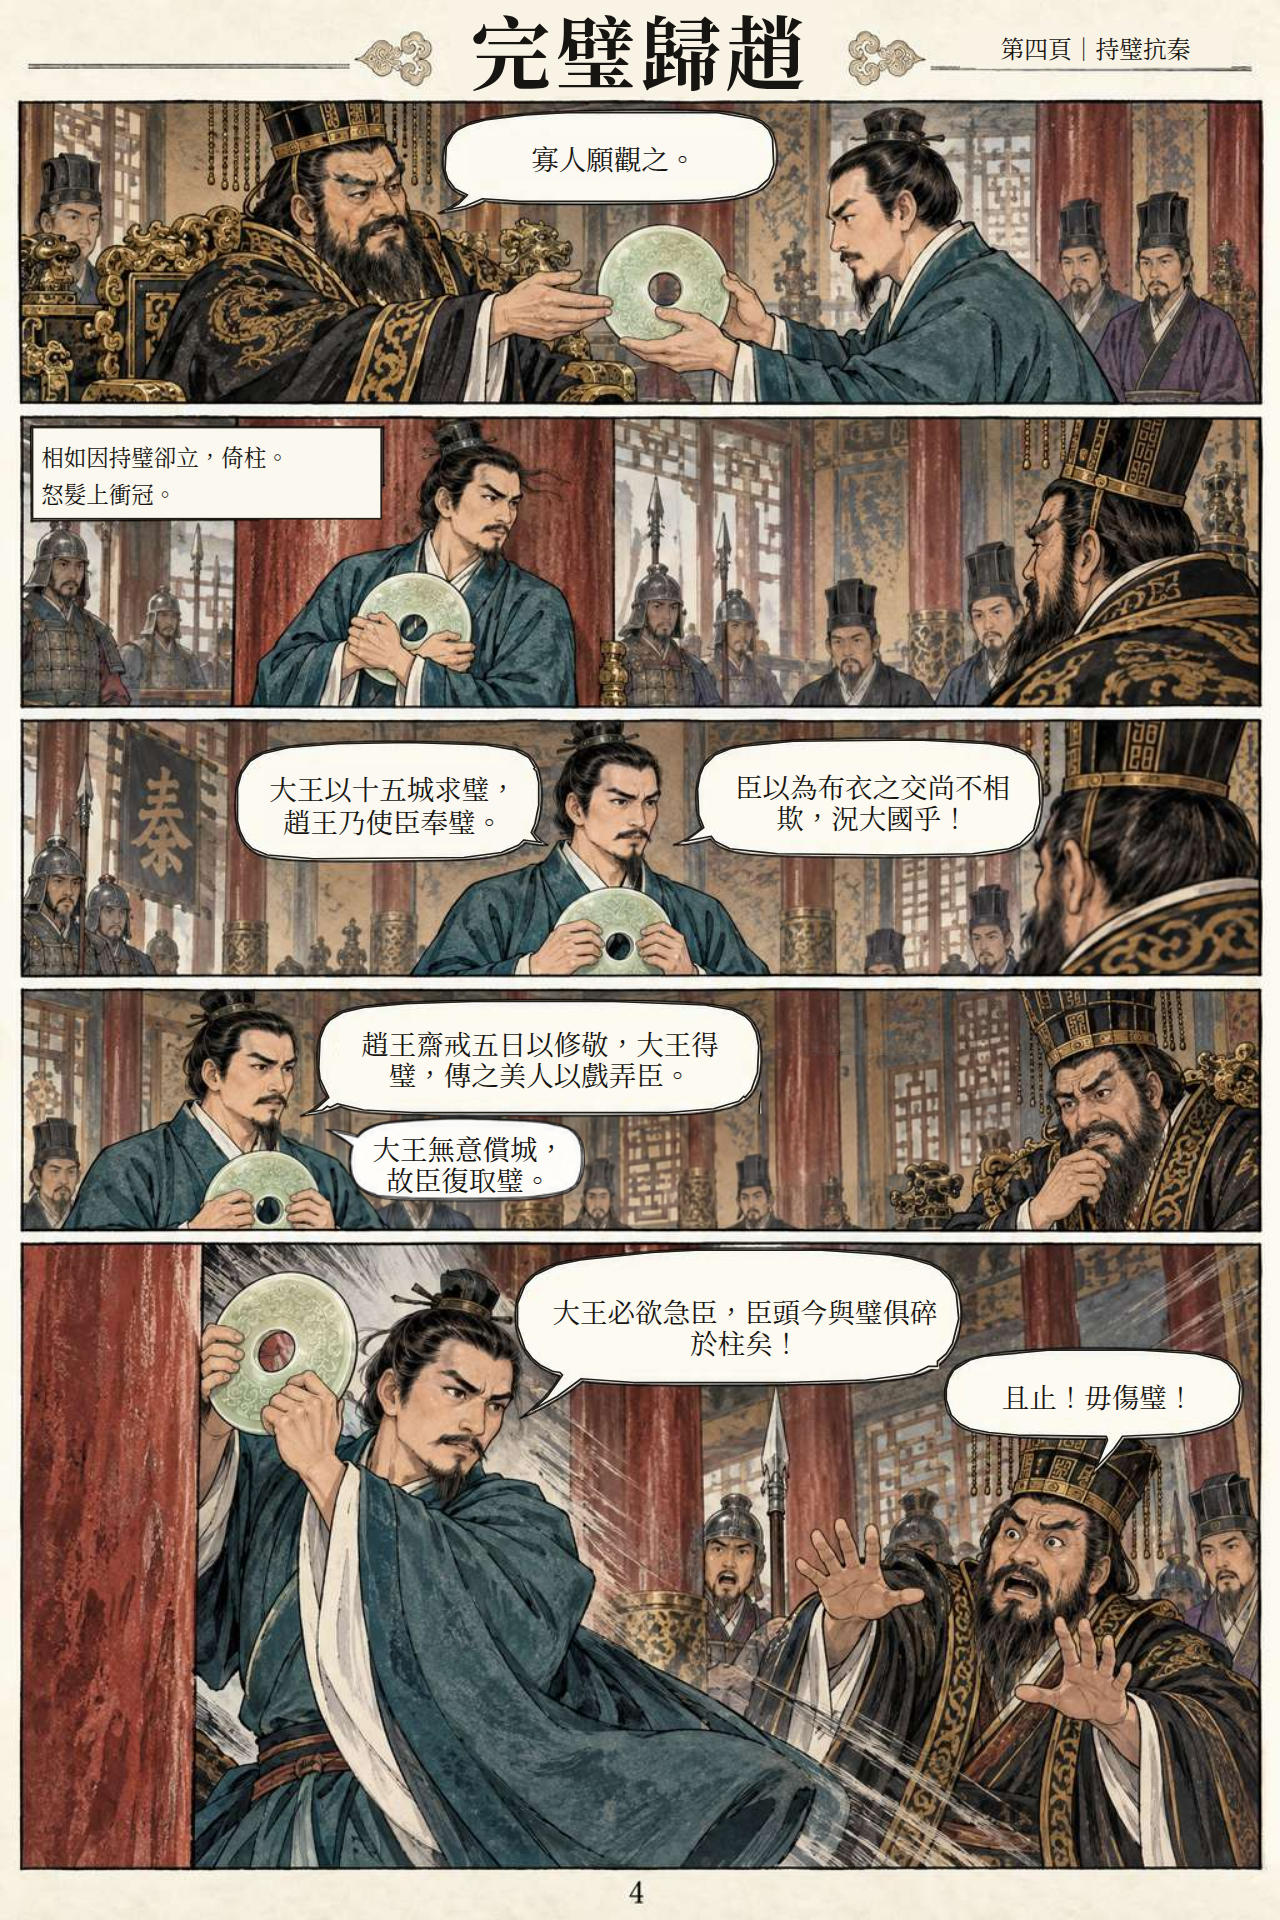 完璧歸趙
第四頁｜持璧抗秦
寡人願觀之。
相如因持璧卻立，倚柱。
怒髮上衝冠。
大王以十五城求璧，
趙王乃使臣奉璧。
臣以為布衣之交尚不相
欺，況大國乎！
秦
趙王齋戒五日以修敬，大王得
璧，傳之美人以戲弄臣。
大王無意償城，
故臣復取璧。
大王必欲急臣，臣頭今與璧俱碎
於柱矣！
且止！毋傷璧！
4